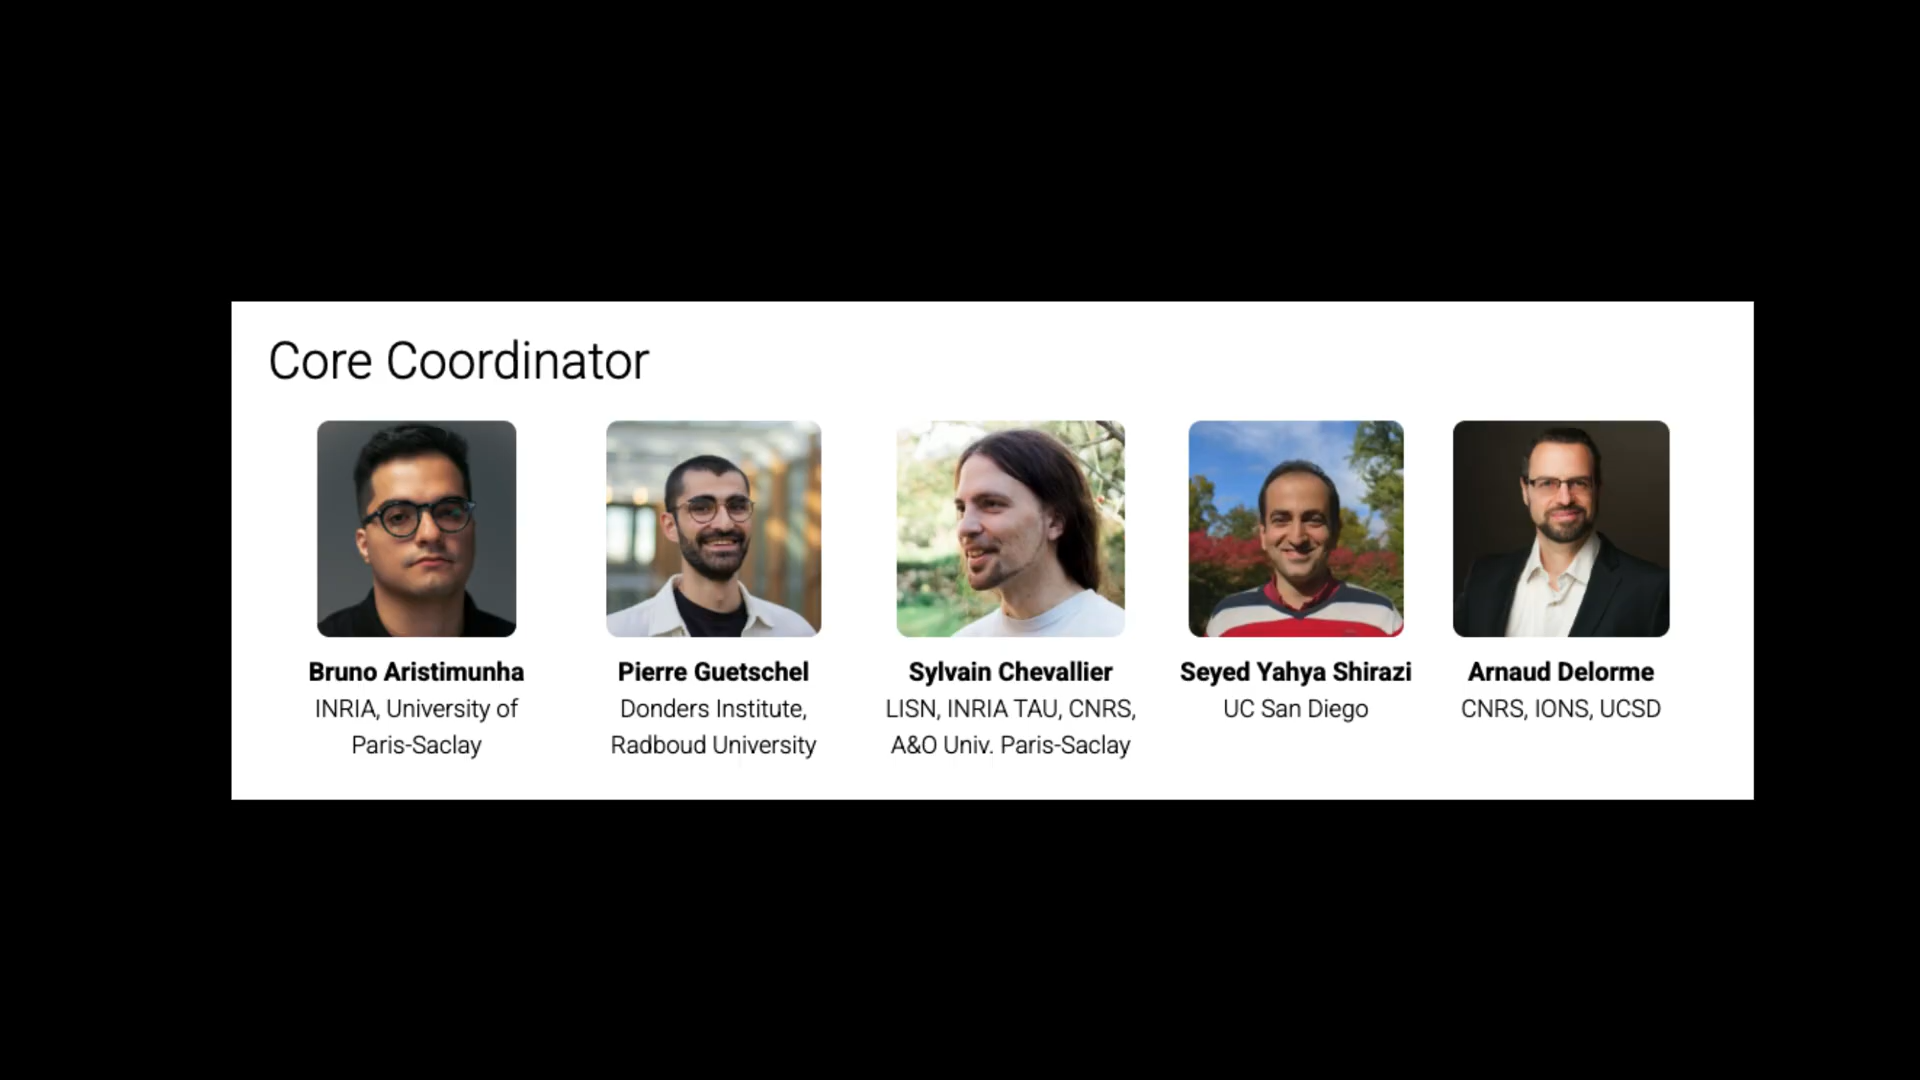 Core Coordinator
Bruno Aristimunha
INRIA, University of
Paris-Saclay
Pierre Guetschel
Donders Institute,
Radboud University
Sylvain Chevallier
LISN, INRIA TAU, CNRS,
A&O Univ. Paris-Saclay
Seyed Yahya Shirazi
UC San Diego
Arnaud Delorme
CNRS, IONS, UCSD